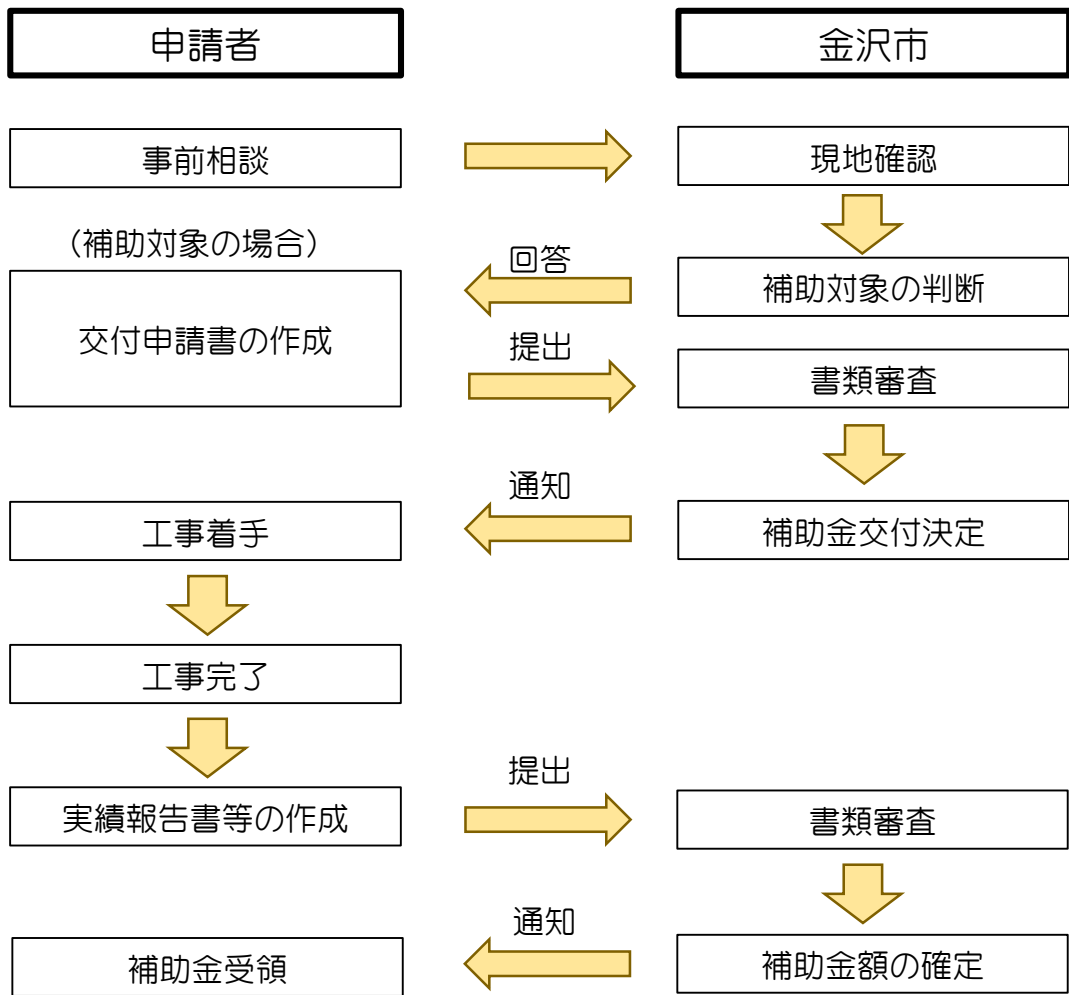 申請者
金沢市
事前相談
現地確認
（補助対象の場合）
回答
補助対象の判断
交付申請書の作成
提出
書類審査
通知
工事着手
補助金交付決定
工事完了
提出
実績報告書等の作成
書類審査
通知
補助金受領
補助金額の確定